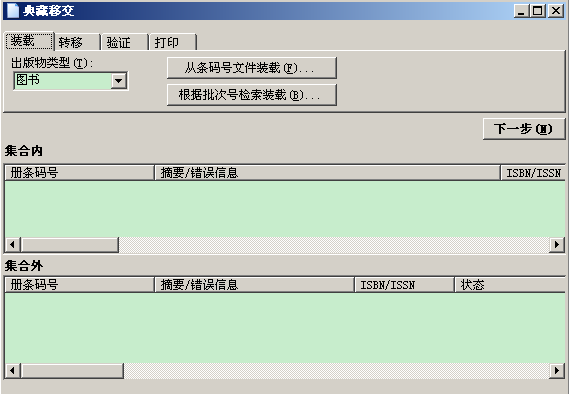 典藏移交
装载 转移 验证 打印
出版物类型(T):
图书
从条码号文件装载(F)...
根据批次号检索装载(B)...
下一步(N)
集合内
册条码号 摘要/错误信息 ISBN/ISSN
集合外
册条码号 摘要/错误信息 ISBN/ISSN 状态